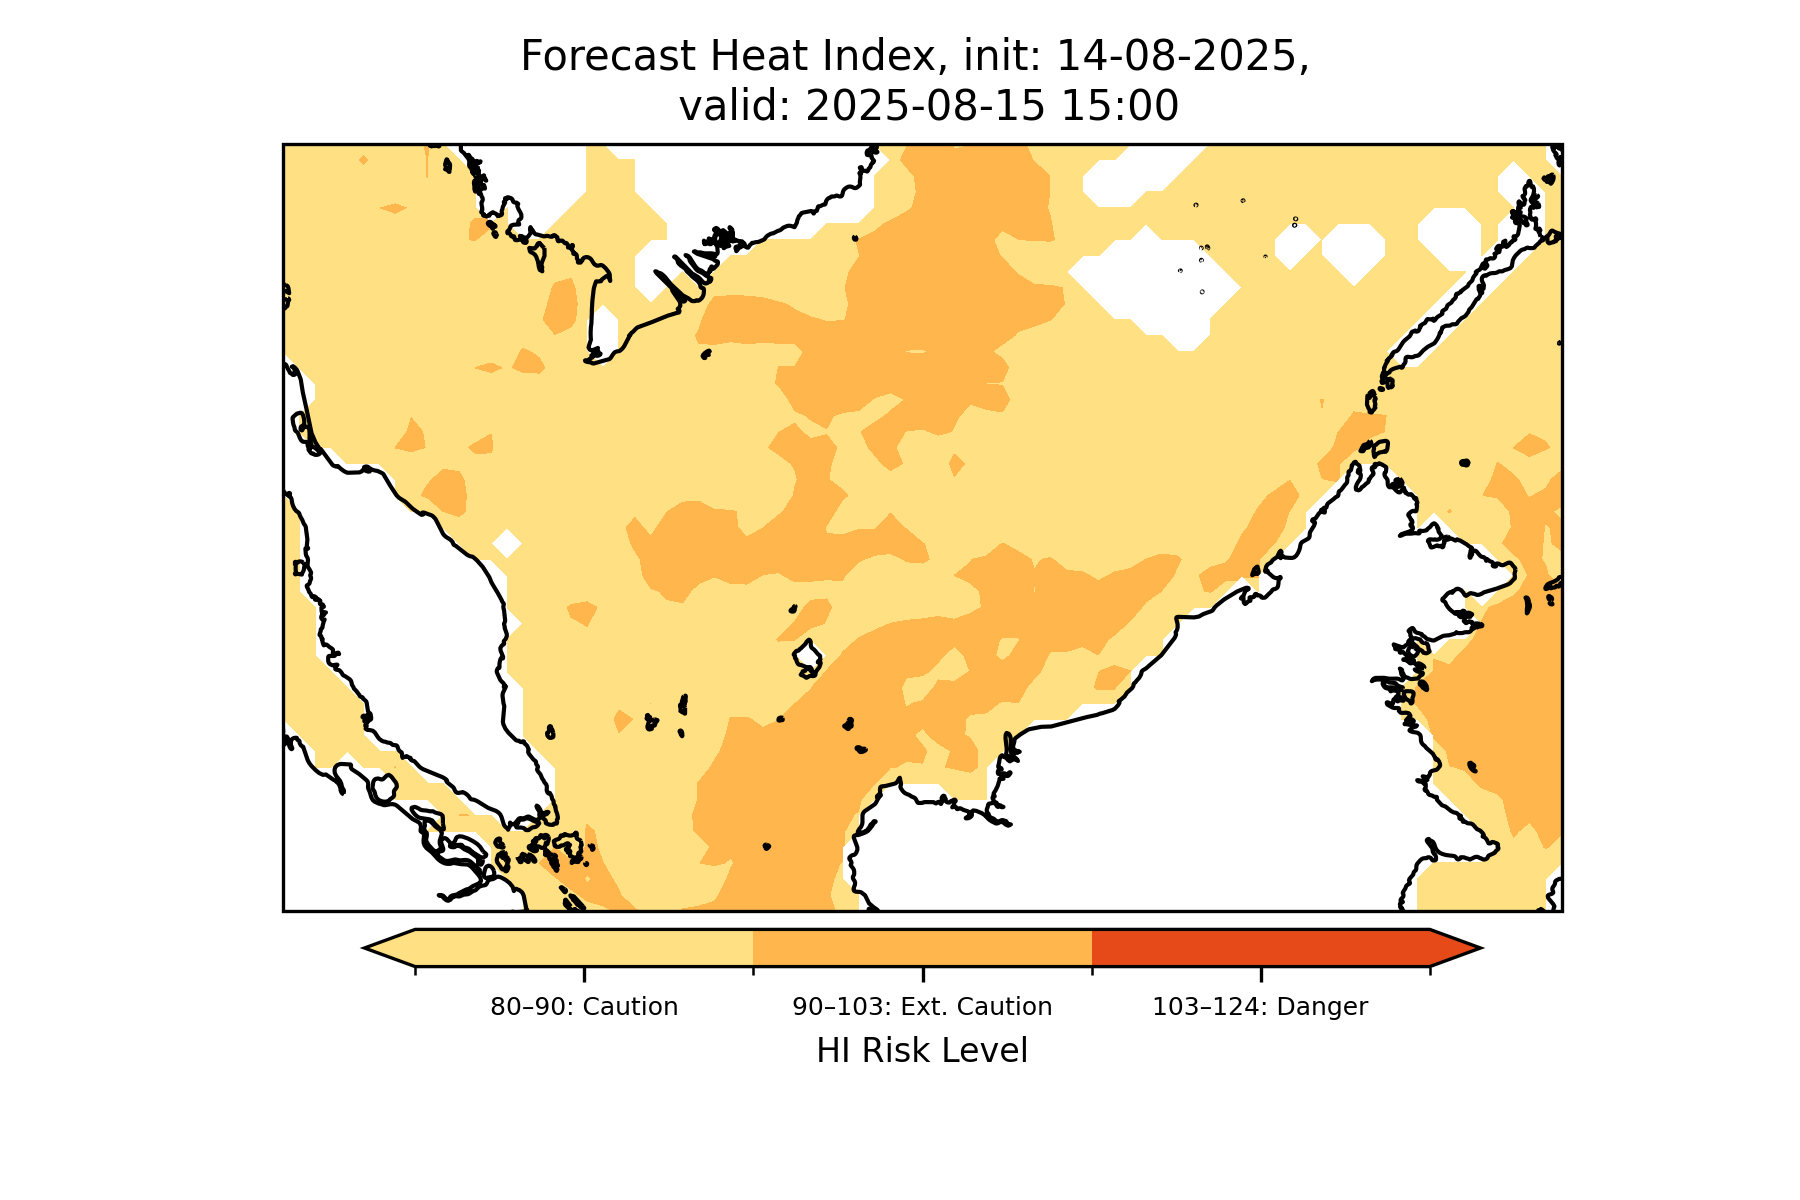 Forecast Heat Index, init: 14-08-2025,
valid: 2025-08-15 15:00
80–90: Caution
90–103: Ext. Caution
103–124: Danger
HI Risk Level